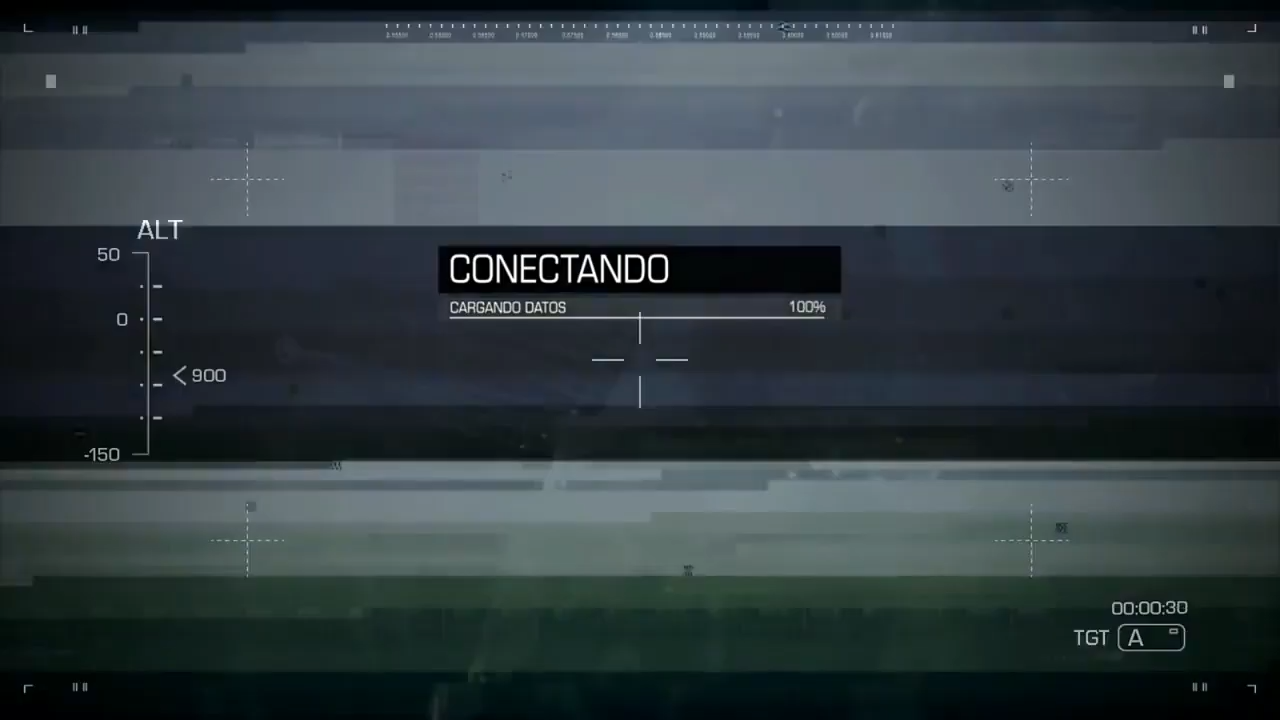 ALT
50
CONECTANDO
CARGANDO DATOS 100%
0
900
-150
00:00:30
TGT A